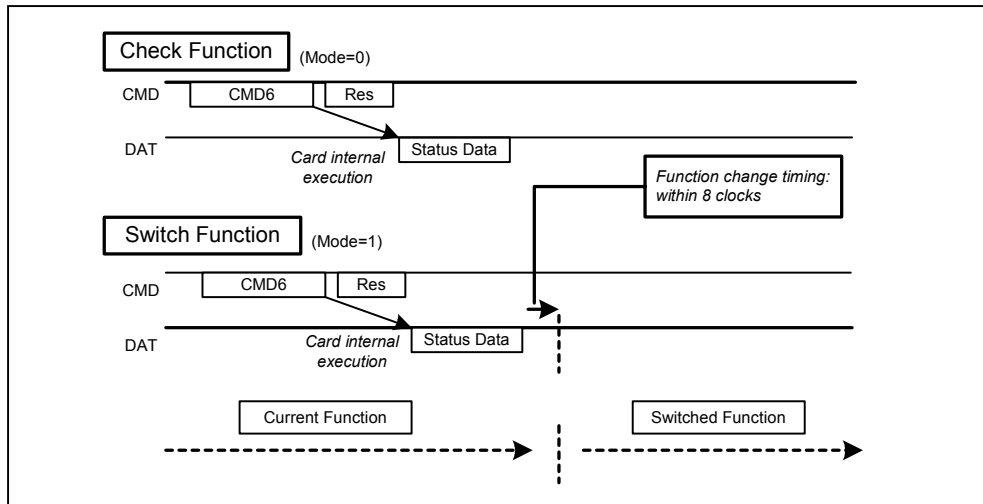 Check Function (Mode=0)
CMD CMD6 Res
DAT Status Data
Card internal
execution
Function change timing:
within 8 clocks
Switch Function (Mode=1)
CMD CMD6 Res
DAT Status Data
Card internal
execution
Current Function Switched Function